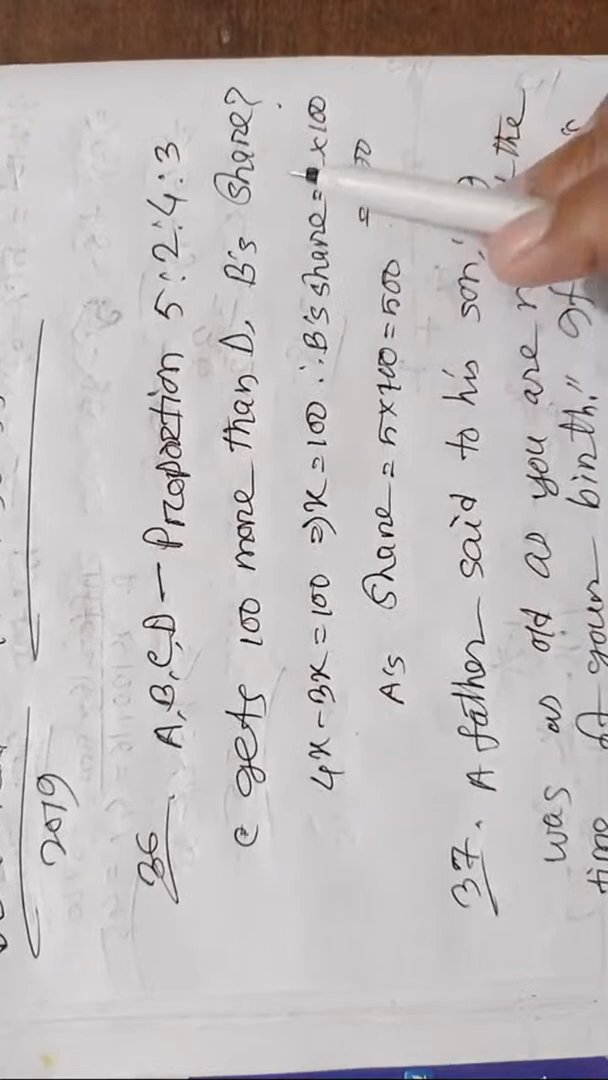 2019
36. A,B,C,D – Proportion 5:2:4:3
C gets 100 more than D, B's share?
4x-3x=100 ⇒x=100 ∴B's share= x100
=
A's share = 5x100=500
37. A father said to his son, the
was as old as you are
time of your birth." If